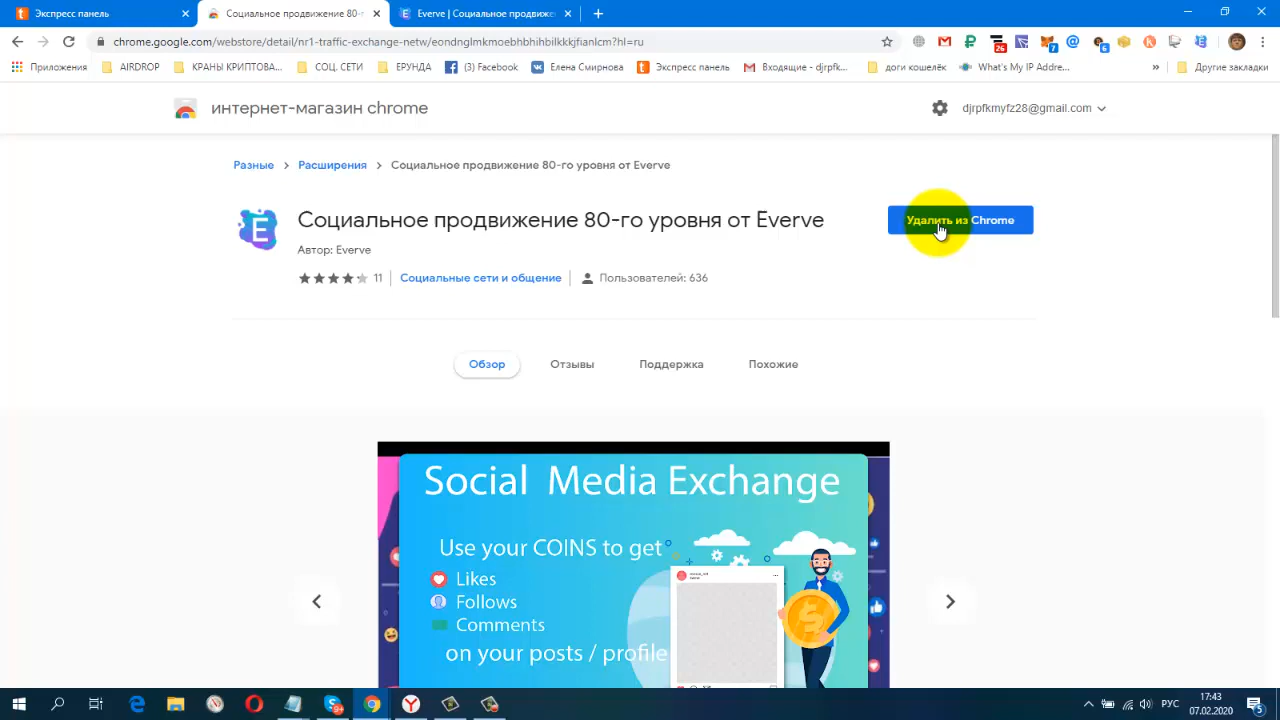 Экспресс панель
Социальное продвижение 80-г
Everve | Социальное продвиже
chrome.google.com/webstore/detail/nr1-traffic-exchange-netw/eondnglmkmoebhbhihbilkkkjfianlcm?hl=ru
26
7
6
Приложения
AIRDROP
КРАНЫ КРИПТОВА...
СОЦ. СЕТИ
ЕРУНДА
(3) Facebook
Елена Смирнова
Экспресс панель
Входящие - djrpfk...
доги кошелёк
What's My IP Addre...
»
Другие закладки
интернет-магазин chrome
djrpfkmyfz28@gmail.com
Разные > Расширения > Социальное продвижение 80-го уровня от Everve
Социальное продвижение 80-го уровня от Everve
Удалить из Chrome
Автор: Everve
11
Социальные сети и общение
Пользователей: 636
Обзор
Отзывы
Поддержка
Похожие
Social Media Exchange
Use your COINS to get
Likes
Follows
Comments
on your posts / profile
РУС
17:43
07.02.2020
5